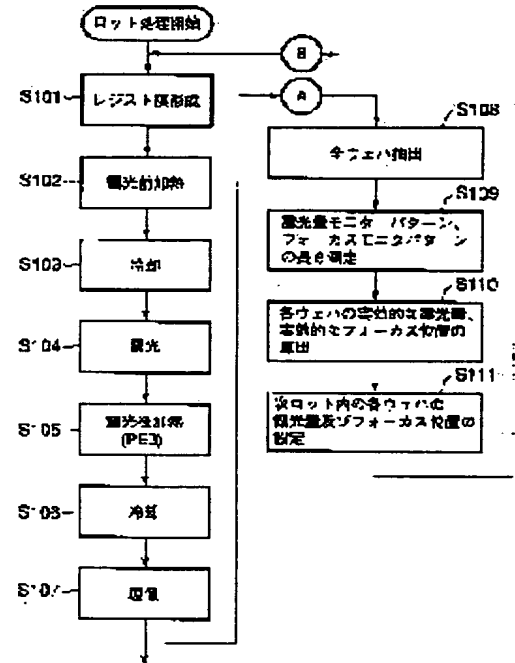 ロット処理開始
B
S101
レジスト膜形成
A
S108
全ウェハ抽出
S102
露光前加熱
S109
露光量モニターパターン、
フォーカスモニタパターン
の長さ測定
S103
冷却
S110
各ウェハの実効的な露光量、
実効的なフォーカス位置の
算出
S104
露光
S111
次ロット内の各ウェハの
露光量及びフォーカス位置の
設定
S105
露光後加熱
(PEB)
S106
冷却
S107
現像